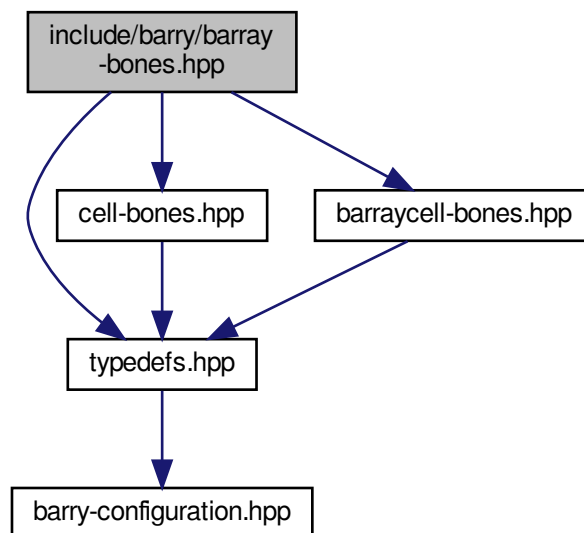 include/barry/barray
-bones.hpp
cell-bones.hpp
barraycell-bones.hpp
typedefs.hpp
barry-configuration.hpp